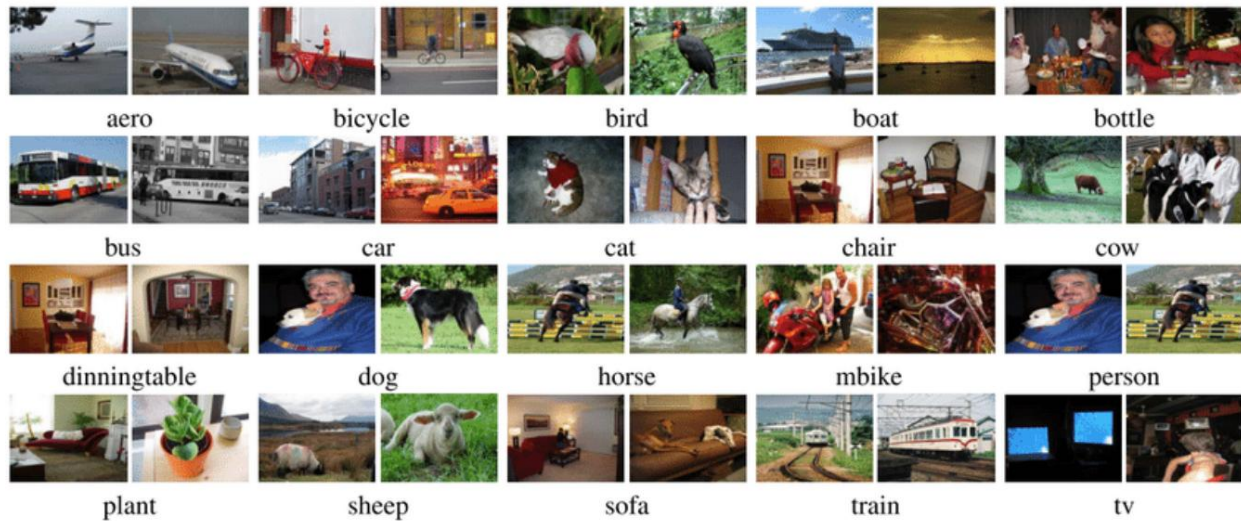 aero bicycle bird boat bottle
bus car cat chair cow
dinningtable dog horse mbike person
plant sheep sofa train tv